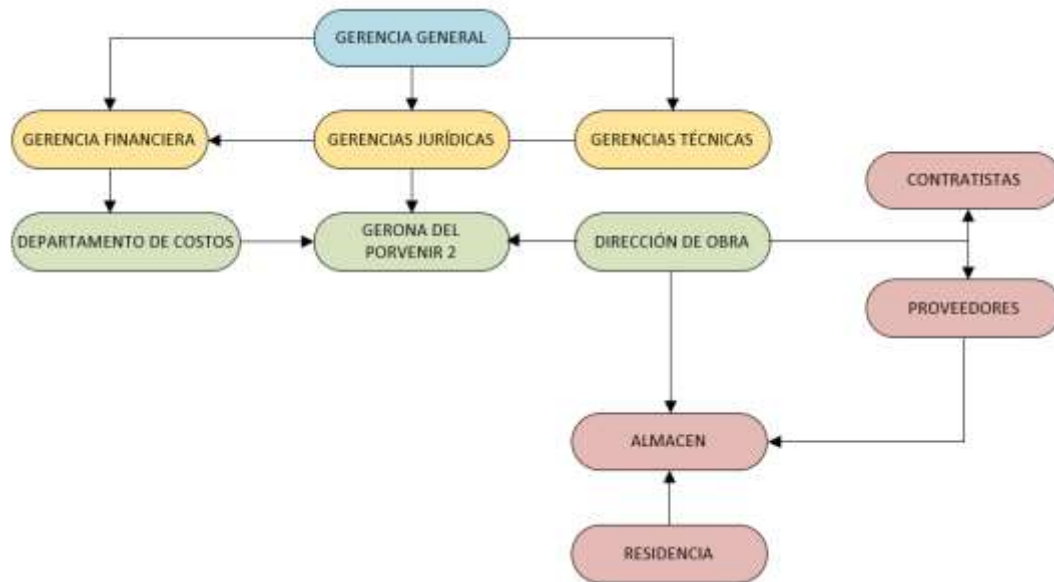 GERENCIA GENERAL
GERENCIA FINANCIERA
GERENCIAS JURÍDICAS
GERENCIAS TÉCNICAS
CONTRATISTAS
DEPARTAMENTO DE COSTOS
GERONA DEL
PORVENIR 2
DIRECCIÓN DE OBRA
PROVEEDORES
ALMACEN
RESIDENCIA